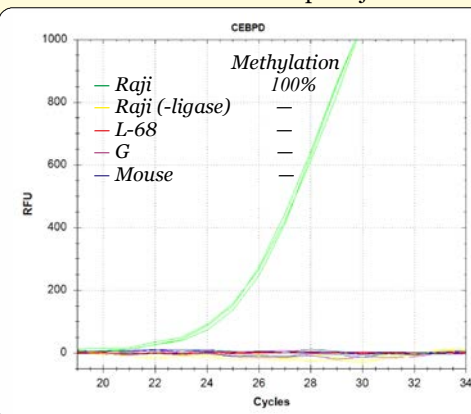 CEBPD
Methylation
Raji 100%
Raji (-ligase) —
L-68 —
G —
Mouse —
1000
800
600
400
200
0
RFU
20 22 24 26 28 30 32 34
Cycles